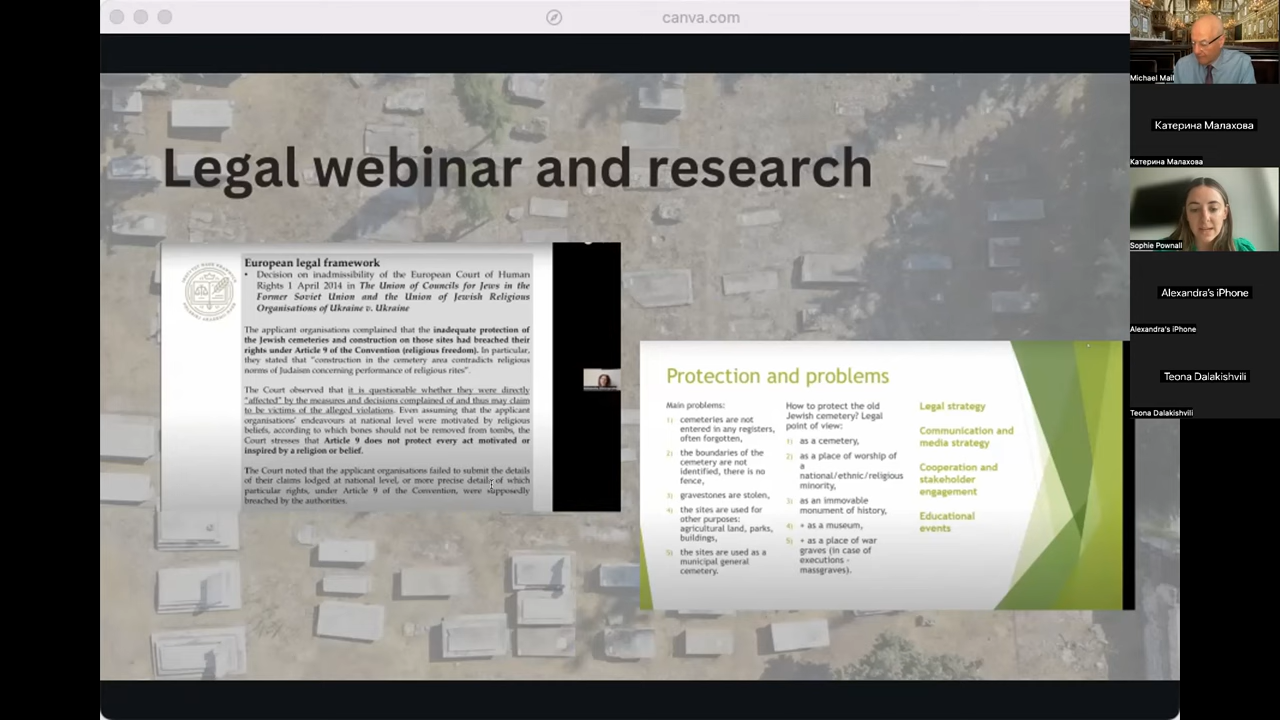 canva.com
Legal webinar and research
European legal framework
• Decision on inadmissibility of the European Court of Human
Rights 1 April 2014 in The Union of Councils for Jews in the
Former Soviet Union and the Union of Jewish Religious
Organisations of Ukraine v. Ukraine
The applicant organisations complained that the inadequate protection of
the Jewish cemeteries and construction on those sites had breached their
rights under Article 9 of the Convention (religious freedom). In particular,
they stated that "construction in the cemetery area contradicts religious
norms of Judaism concerning performance of religious rites".
The Court observed that it is questionable whether they were directly
"affected" by the measures and decisions complained of and thus may claim
to be victims of the alleged violations. Even assuming that the applicant
organisations' endeavours at national level were motivated by religious
beliefs, according to which bones should not be removed from tombs, the
Court stresses that Article 9 does not protect every act motivated or
inspired by a religion or belief.
The Court noted that the applicant organisations failed to submit the details
of their claims lodged at national level, or more precise details of which
particular rights, under Article 9 of the Convention, were supposedly
breached by the authorities.
Protection and problems
Main problems:
1) cemeteries are not
entered in any registers,
often forgotten,
2) the boundaries of the
cemetery are not
identified, there is no
fence,
3) gravestones are stolen,
4) the sites are used for
other purposes:
agricultural land, parks,
buildings,
5) the sites are used as a
municipal general
cemetery.
How to protect the old
Jewish cemetery? Legal
point of view:
1) as a cemetery,
2) as a place of worship of
a
national/ethnic/religious
minority,
3) as an immovable
monument of history,
4) + as a museum,
5) + as a place of war
graves (in case of
executions -
massgraves).
Legal strategy
Communication and
media strategy
Cooperation and
stakeholder
engagement
Educational
events
Michael Mail
Катерина Малахова
Катерина Малахова
Sophie Pownall
Alexandra's iPhone
Alexandra's iPhone
Teona Dalakishvili
Teona Dalakishvili